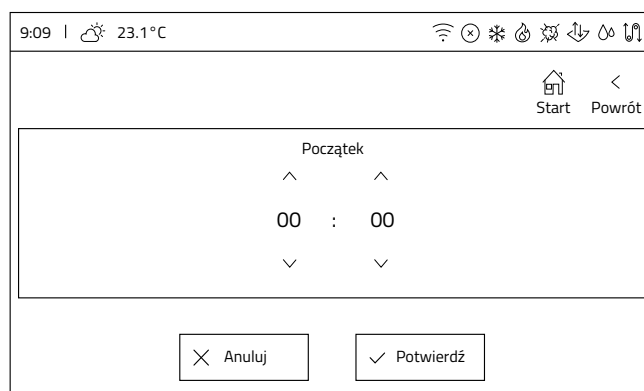 9:09 | 23.1°C
Start
< Powrót
Początek
00 : 00
Anuluj
Potwierdź